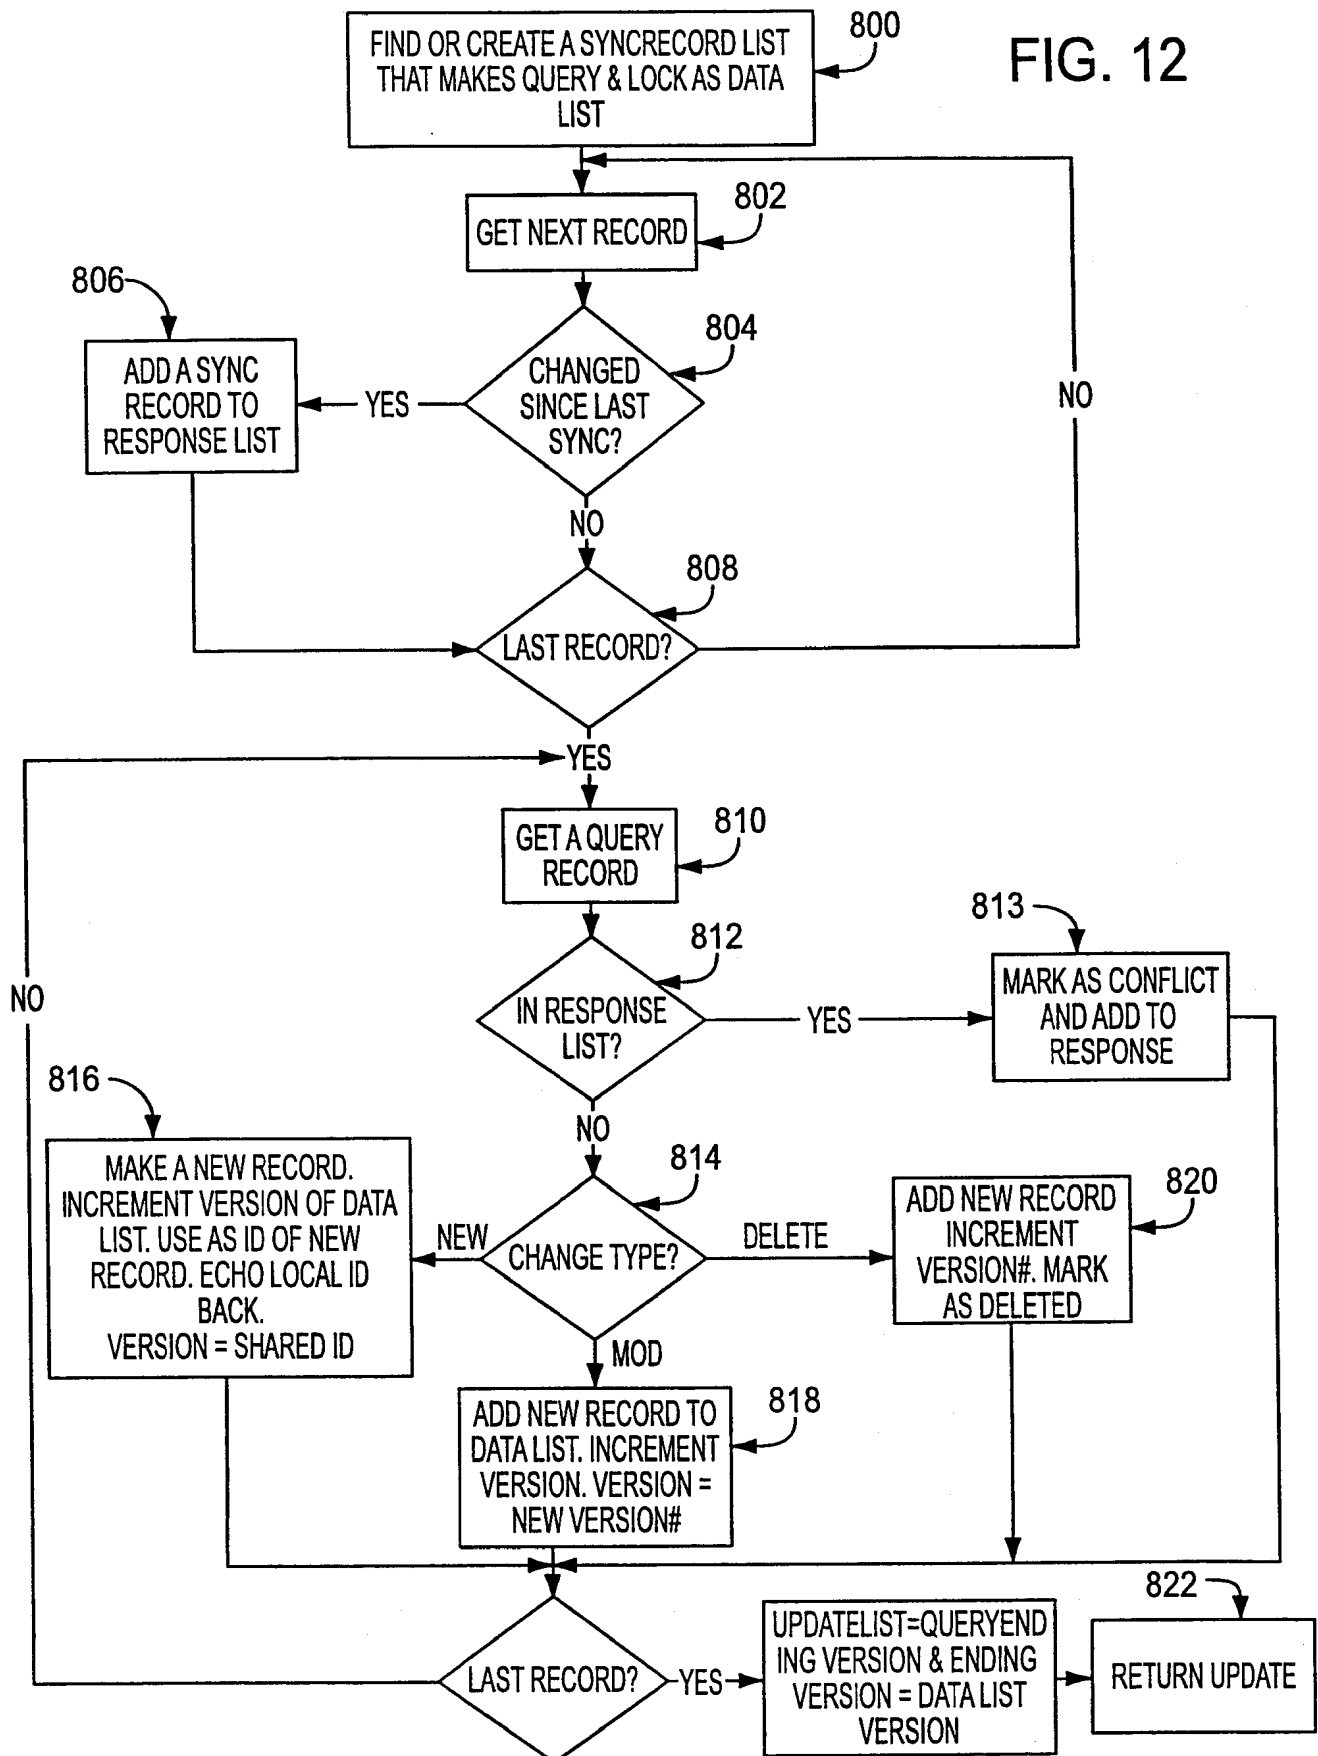 FIG. 12
800
FIND OR CREATE A SYNCRECORD LIST
THAT MAKES QUERY & LOCK AS DATA
LIST
802
GET NEXT RECORD
806
804
ADD A SYNC
RECORD TO
RESPONSE LIST
YES
CHANGED
SINCE LAST
SYNC?
NO
NO
808
LAST RECORD?
YES
810
GET A QUERY
RECORD
812
813
NO
IN RESPONSE
LIST?
YES
MARK AS CONFLICT
AND ADD TO
RESPONSE
NO
816
814
820
MAKE A NEW RECORD.
INCREMENT VERSION OF DATA
LIST. USE AS ID OF NEW
RECORD. ECHO LOCAL ID
BACK.
VERSION = SHARED ID
NEW
CHANGE TYPE?
DELETE
ADD NEW RECORD
INCREMENT
VERSION#. MARK
AS DELETED
MOD
818
ADD NEW RECORD TO
DATA LIST. INCREMENT
VERSION. VERSION =
NEW VERSION#
822
LAST RECORD?
YES
UPDATELIST=QUERYEND
ING VERSION & ENDING
VERSION = DATA LIST
VERSION
RETURN UPDATE